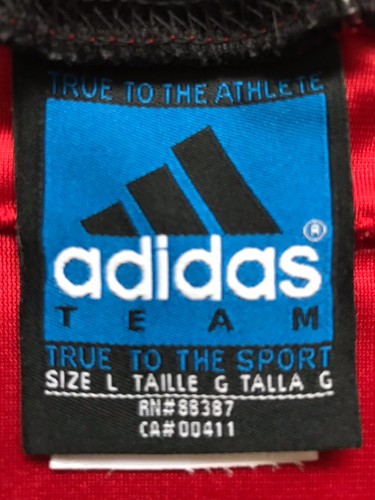 TRUE TO THE ATHLETE
adidas®
TEAM
TRUE TO THE SPORT
SIZE L TAILLE G TALLA G
RN#88387
CA#00411